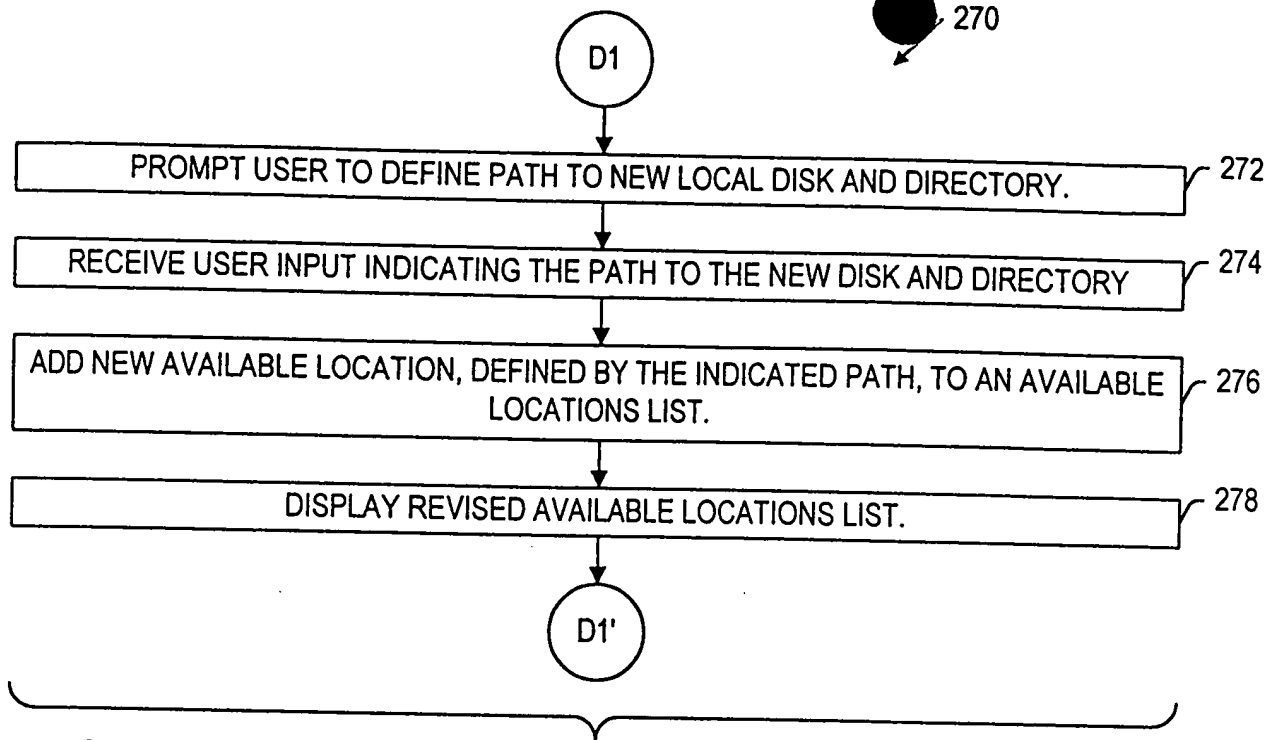 270
D1
PROMPT USER TO DEFINE PATH TO NEW LOCAL DISK AND DIRECTORY.
272
RECEIVE USER INPUT INDICATING THE PATH TO THE NEW DISK AND DIRECTORY
274
ADD NEW AVAILABLE LOCATION, DEFINED BY THE INDICATED PATH, TO AN AVAILABLE
LOCATIONS LIST.
276
DISPLAY REVISED AVAILABLE LOCATIONS LIST.
278
D1'